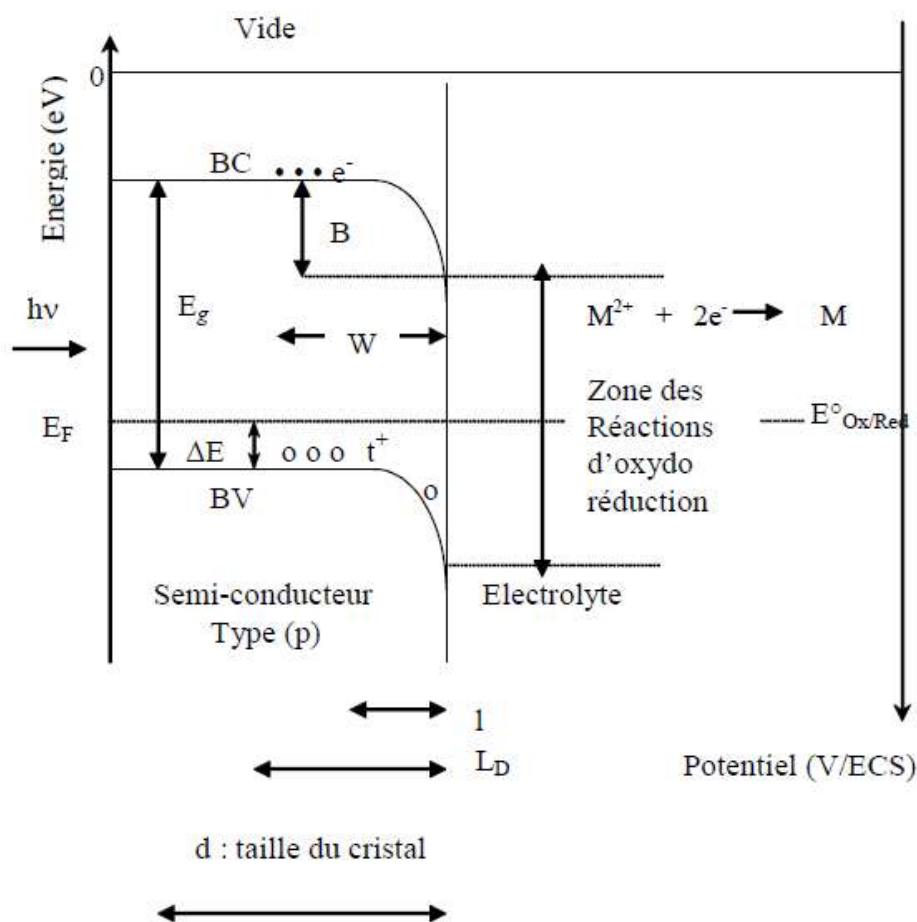 Vide
0
Energie (eV)
BC ••• e⁻
B
E_g
hν
W
M²⁺ + 2e⁻ → M
Zone des
Réactions
d’oxydo
réduction
E°Ox/Red
E_F
ΔE
o o o t⁺
BV
o
Semi-conducteur
Type (p)
Electrolyte
l
L_D
Potentiel (V/ECS)
d : taille du cristal